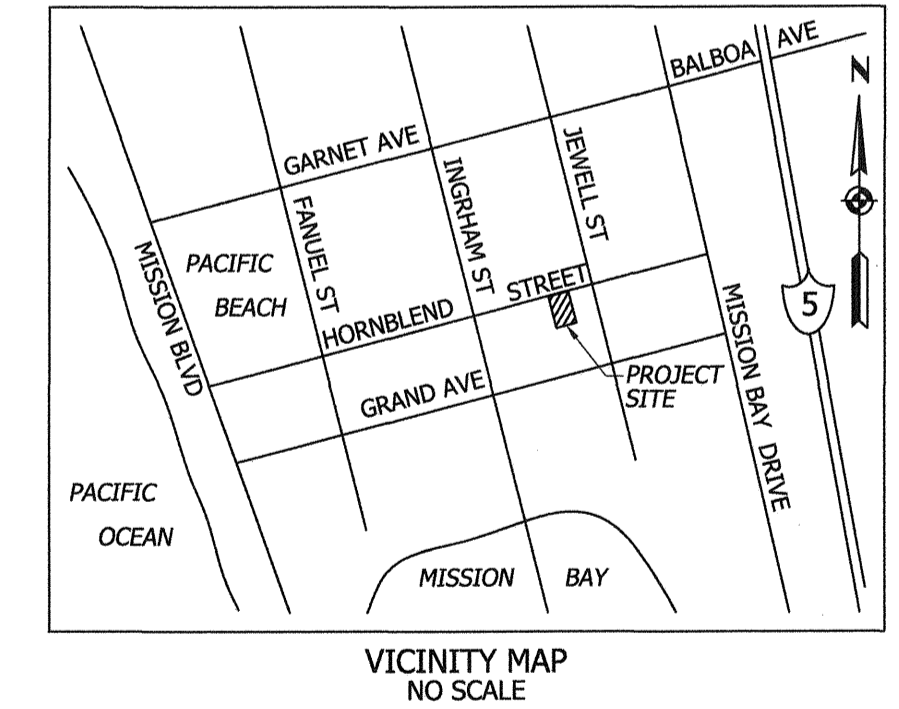 BALBOA AVE
N
GARNET AVE
JEWELL ST
INGRHAM ST
FANUEL ST
MISSION BLVD
PACIFIC
BEACH
HORNBLEND STREET
5
MISSION BAY DRIVE
PROJECT
SITE
GRAND AVE
PACIFIC
OCEAN
MISSION BAY
VICINITY MAP
NO SCALE